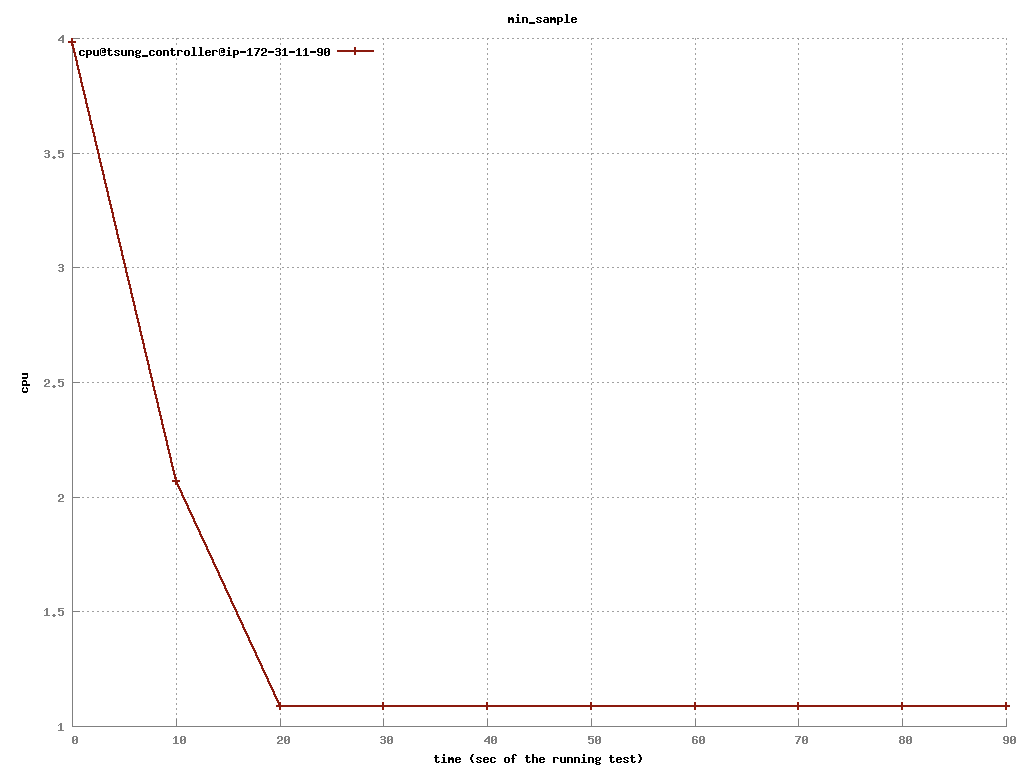 min_sample
cpu@tsung_controller@ip-172-31-11-90
4
3.5
3
2.5
2
1.5
1
cpu
0 10 20 30 40 50 60 70 80 90
time (sec of the running test)